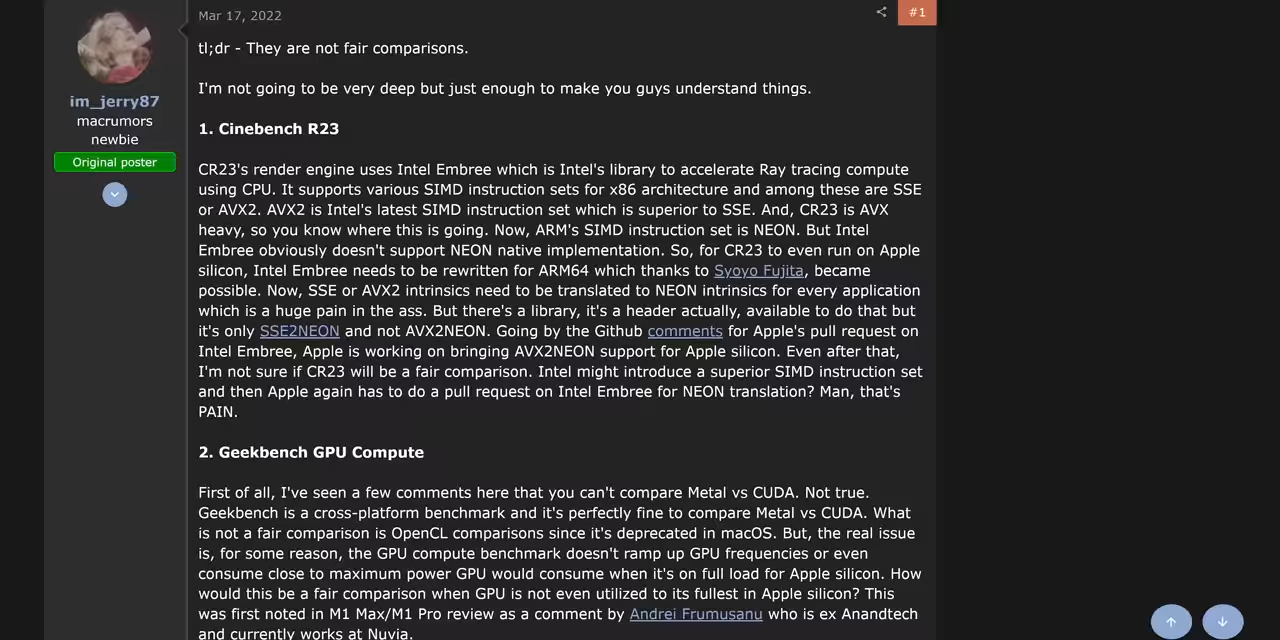 Mar 17, 2022
#1
im_jerry87
macrumors
newbie
Original poster
tl;dr - They are not fair comparisons.
I'm not going to be very deep but just enough to make you guys understand things.
1. Cinebench R23
CR23's render engine uses Intel Embree which is Intel's library to accelerate Ray tracing compute
using CPU. It supports various SIMD instruction sets for x86 architecture and among these are SSE
or AVX2. AVX2 is Intel's latest SIMD instruction set which is superior to SSE. And, CR23 is AVX
heavy, so you know where this is going. Now, ARM's SIMD instruction set is NEON. But Intel
Embree obviously doesn't support NEON native implementation. So, for CR23 to even run on Apple
silicon, Intel Embree needs to be rewritten for ARM64 which thanks to Syoyo Fujita, became
possible. Now, SSE or AVX2 intrinsics need to be translated to NEON intrinsics for every application
which is a huge pain in the ass. But there's a library, it's a header actually, available to do that but
it's only SSE2NEON and not AVX2NEON. Going by the Github comments for Apple's pull request on
Intel Embree, Apple is working on bringing AVX2NEON support for Apple silicon. Even after that,
I'm not sure if CR23 will be a fair comparison. Intel might introduce a superior SIMD instruction set
and then Apple again has to do a pull request on Intel Embree for NEON translation? Man, that's
PAIN.
2. Geekbench GPU Compute
First of all, I've seen a few comments here that you can't compare Metal vs CUDA. Not true.
Geekbench is a cross-platform benchmark and it's perfectly fine to compare Metal vs CUDA. What
is not a fair comparison is OpenCL comparisons since it's deprecated in macOS. But, the real issue
is, for some reason, the GPU compute benchmark doesn't ramp up GPU frequencies or even
consume close to maximum power GPU would consume when it's on full load for Apple silicon. How
would this be a fair comparison when GPU is not even utilized to its fullest in Apple silicon? This
was first noted in M1 Max/M1 Pro review as a comment by Andrei Frumusanu who is ex Anandtech
and currently works at Nuvia.